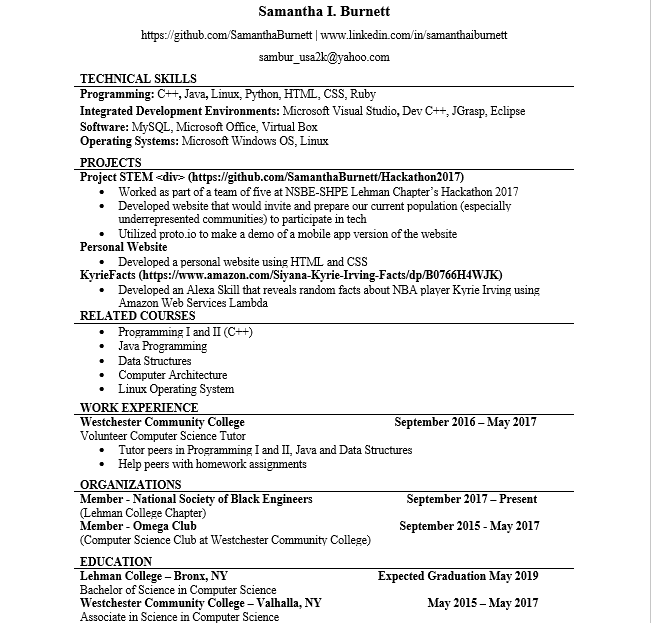 Samantha I. Burnett
https://github.com/SamanthaBurnett | www.linkedin.com/in/samanthaiburnett
sambur_usa2k@yahoo.com
TECHNICAL SKILLS
Programming: C++, Java, Linux, Python, HTML, CSS, Ruby
Integrated Development Environments: Microsoft Visual Studio, Dev C++, JGrasp, Eclipse
Software: MySQL, Microsoft Office, Virtual Box
Operating Systems: Microsoft Windows OS, Linux
PROJECTS
Project STEM <div> (https://github.com/SamanthaBurnett/Hackathon2017)
• Worked as part of a team of five at NSBE-SHPE Lehman Chapter’s Hackathon 2017
• Developed website that would invite and prepare our current population (especially
underrepresented communities) to participate in tech
• Utilized proto.io to make a demo of a mobile app version of the website
Personal Website
• Developed a personal website using HTML and CSS
KyrieFacts (https://www.amazon.com/Siyana-Kyrie-Irving-Facts/dp/B0766H4WJK)
• Developed an Alexa Skill that reveals random facts about NBA player Kyrie Irving using
Amazon Web Services Lambda
RELATED COURSES
• Programming I and II (C++)
• Java Programming
• Data Structures
• Computer Architecture
• Linux Operating System
WORK EXPERIENCE
Westchester Community College September 2016 – May 2017
Volunteer Computer Science Tutor
• Tutor peers in Programming I and II, Java and Data Structures
• Help peers with homework assignments
ORGANIZATIONS
Member - National Society of Black Engineers September 2017 – Present
(Lehman College Chapter)
Member - Omega Club September 2015 - May 2017
(Computer Science Club at Westchester Community College)
EDUCATION
Lehman College – Bronx, NY Expected Graduation May 2019
Bachelor of Science in Computer Science
Westchester Community College – Valhalla, NY May 2015 – May 2017
Associate in Science in Computer Science